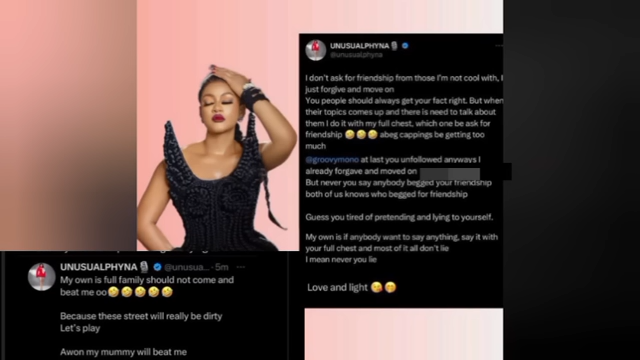 UNUSUALPHYNA
@unusualphyna
I don't ask for friendship from those I'm not cool with, I
just forgive and move on
You people should always get your fact right. But when
their topics comes up and there is need to talk about
them I do it with my full chest, which one be ask for
friendship 🤣🤣🤣 abeg cappings be getting too
much
@groovymono at last you unfollowed anyways I
already forgave and moved on
But never you say anybody begged your friendship
both of us knows who begged for friendship
Guess you tired of pretending and lying to yourself.
My own is if anybody want to say anything, say it with
your full chest and most of it all don't lie
I mean never you lie
Love and light 😘🤭
UNUSUALPHYNA @unusua... · 5m
My own is full family should not come and
beat me oo🤣🤣🤣🤣🤣
Because these street will really be dirty
Let's play
Awon my mummy will beat me